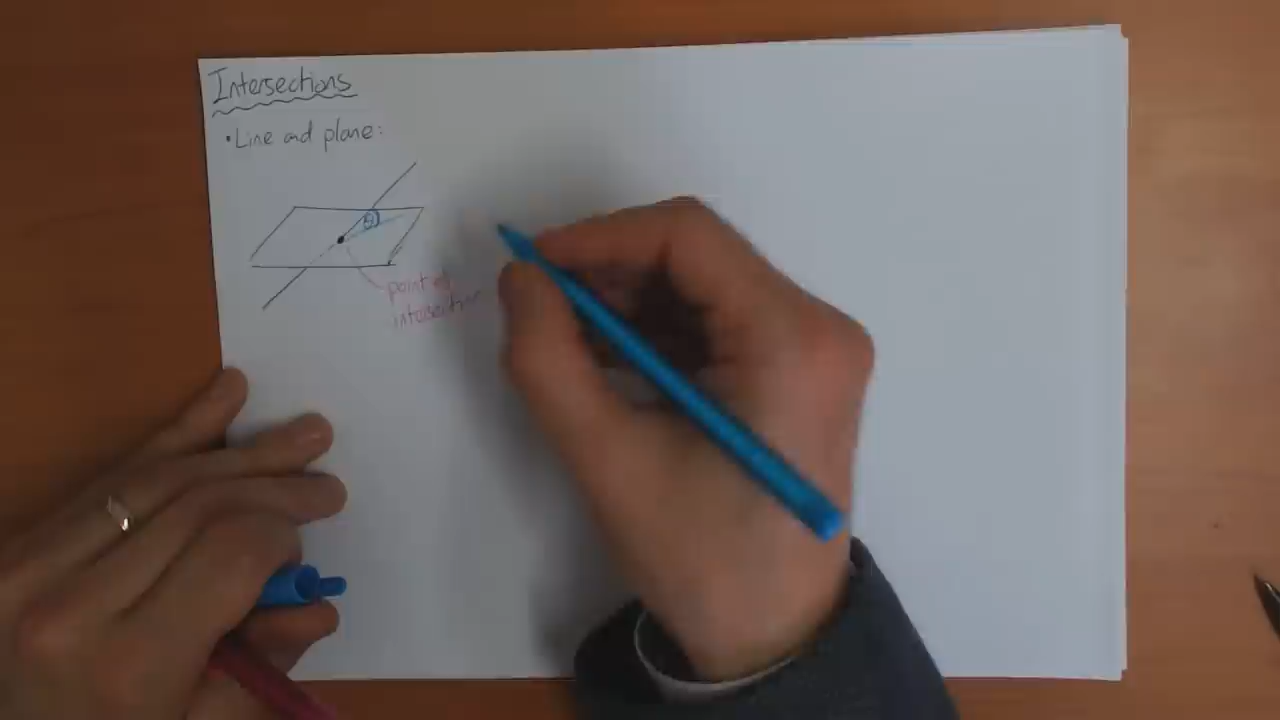 Intersections
• Line and plane:
θ
point of
intersection